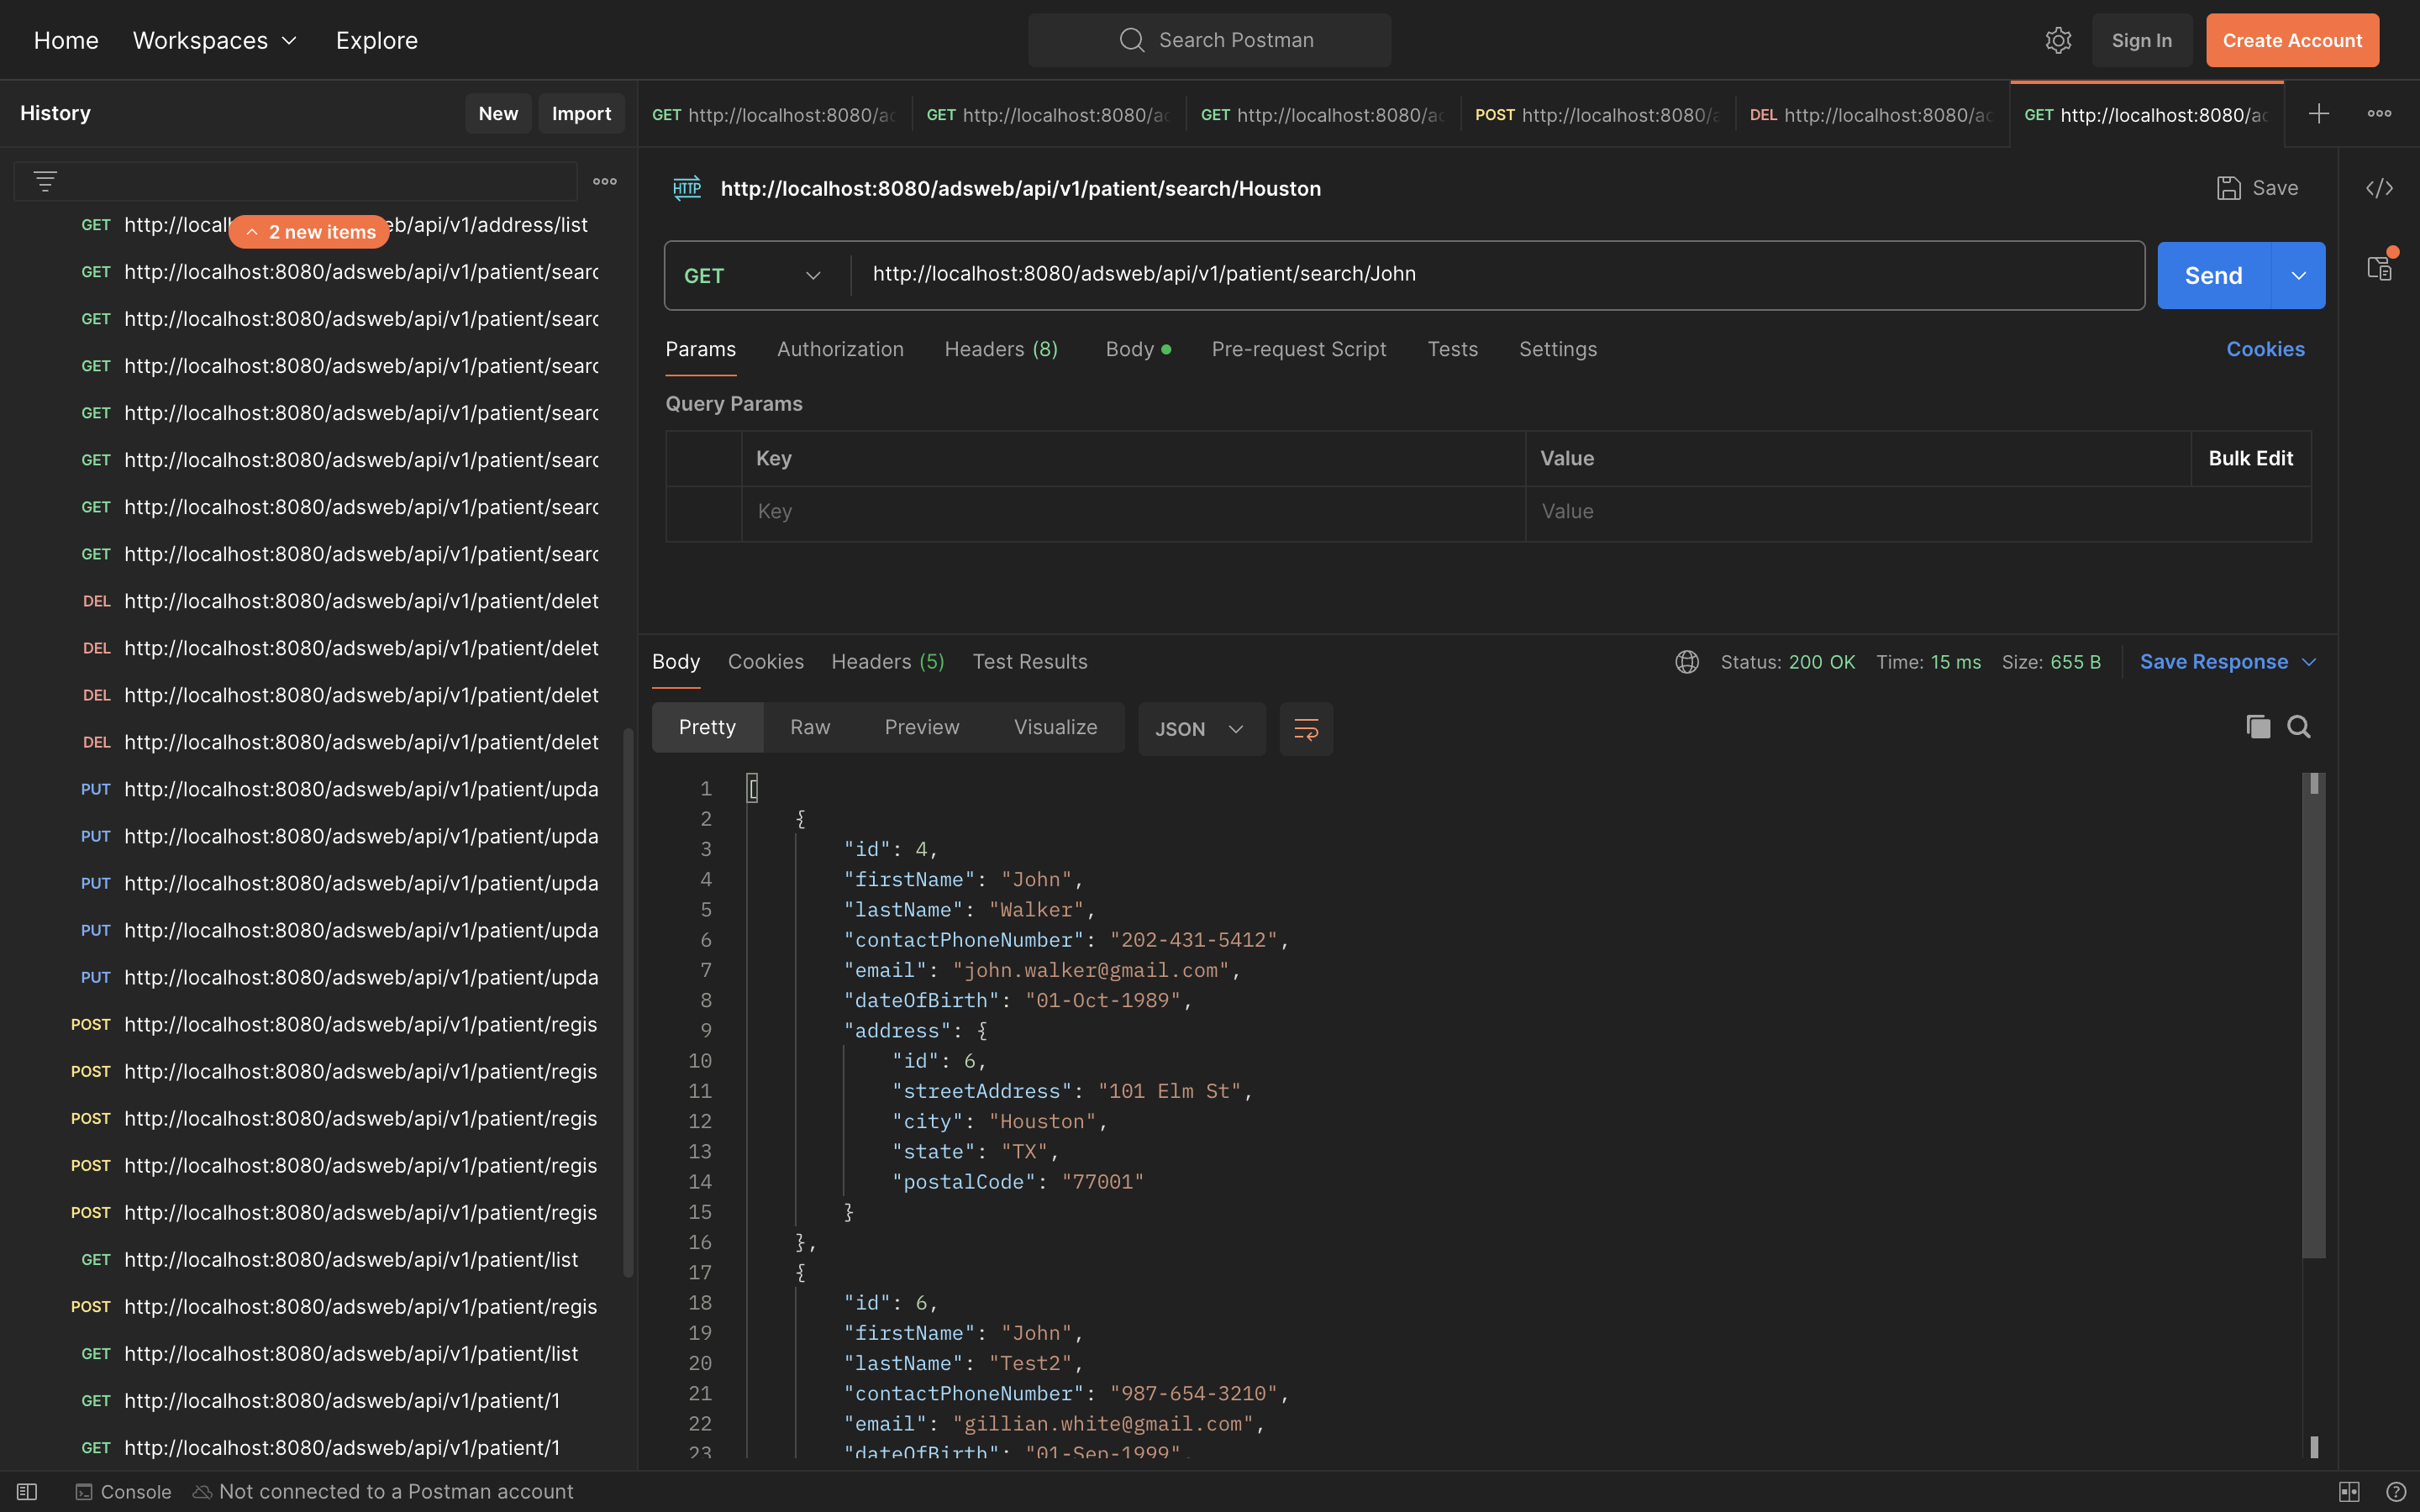 Home Workspaces Explore Search Postman Sign In Create Account
History New Import
GET http://localhost:8080/ad GET http://localhost:8080/ad GET http://localhost:8080/ad POST http://localhost:8080/a DEL http://localhost:8080/ad GET http://localhost:8080/ad
2 new items
GET http://local eb/api/v1/address/list
GET http://localhost:8080/adsweb/api/v1/patient/searc
GET http://localhost:8080/adsweb/api/v1/patient/searc
GET http://localhost:8080/adsweb/api/v1/patient/searc
GET http://localhost:8080/adsweb/api/v1/patient/searc
GET http://localhost:8080/adsweb/api/v1/patient/searc
GET http://localhost:8080/adsweb/api/v1/patient/searc
GET http://localhost:8080/adsweb/api/v1/patient/searc
DEL http://localhost:8080/adsweb/api/v1/patient/delet
DEL http://localhost:8080/adsweb/api/v1/patient/delet
DEL http://localhost:8080/adsweb/api/v1/patient/delet
DEL http://localhost:8080/adsweb/api/v1/patient/delet
PUT http://localhost:8080/adsweb/api/v1/patient/upda
PUT http://localhost:8080/adsweb/api/v1/patient/upda
PUT http://localhost:8080/adsweb/api/v1/patient/upda
PUT http://localhost:8080/adsweb/api/v1/patient/upda
PUT http://localhost:8080/adsweb/api/v1/patient/upda
POST http://localhost:8080/adsweb/api/v1/patient/regis
POST http://localhost:8080/adsweb/api/v1/patient/regis
POST http://localhost:8080/adsweb/api/v1/patient/regis
POST http://localhost:8080/adsweb/api/v1/patient/regis
POST http://localhost:8080/adsweb/api/v1/patient/regis
GET http://localhost:8080/adsweb/api/v1/patient/list
POST http://localhost:8080/adsweb/api/v1/patient/regis
GET http://localhost:8080/adsweb/api/v1/patient/list
GET http://localhost:8080/adsweb/api/v1/patient/1
GET http://localhost:8080/adsweb/api/v1/patient/1
HTTP http://localhost:8080/adsweb/api/v1/patient/search/Houston Save
GET http://localhost:8080/adsweb/api/v1/patient/search/John Send
Params Authorization Headers (8) Body Pre-request Script Tests Settings Cookies
Query Params
Key Value Bulk Edit
Key Value
Body Cookies Headers (5) Test Results Status: 200 OK Time: 15 ms Size: 655 B Save Response
Pretty Raw Preview Visualize JSON
1 [
2 {
3 "id": 4,
4 "firstName": "John",
5 "lastName": "Walker",
6 "contactPhoneNumber": "202-431-5412",
7 "email": "john.walker@gmail.com",
8 "dateOfBirth": "01-Oct-1989",
9 "address": {
10 "id": 6,
11 "streetAddress": "101 Elm St",
12 "city": "Houston",
13 "state": "TX",
14 "postalCode": "77001"
15 }
16 },
17 {
18 "id": 6,
19 "firstName": "John",
20 "lastName": "Test2",
21 "contactPhoneNumber": "987-654-3210",
22 "email": "gillian.white@gmail.com",
23 "dateOfBirth": "01-Sep-1999",
Console Not connected to a Postman account